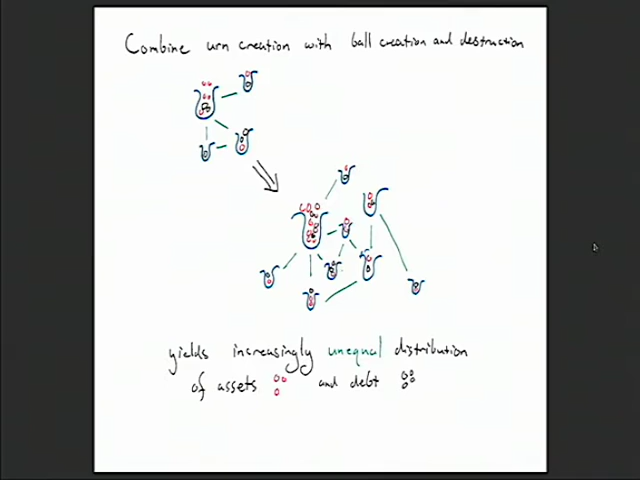 Combine urn creation with ball creation and destruction
yields increasingly unequal distribution
of assets and debt